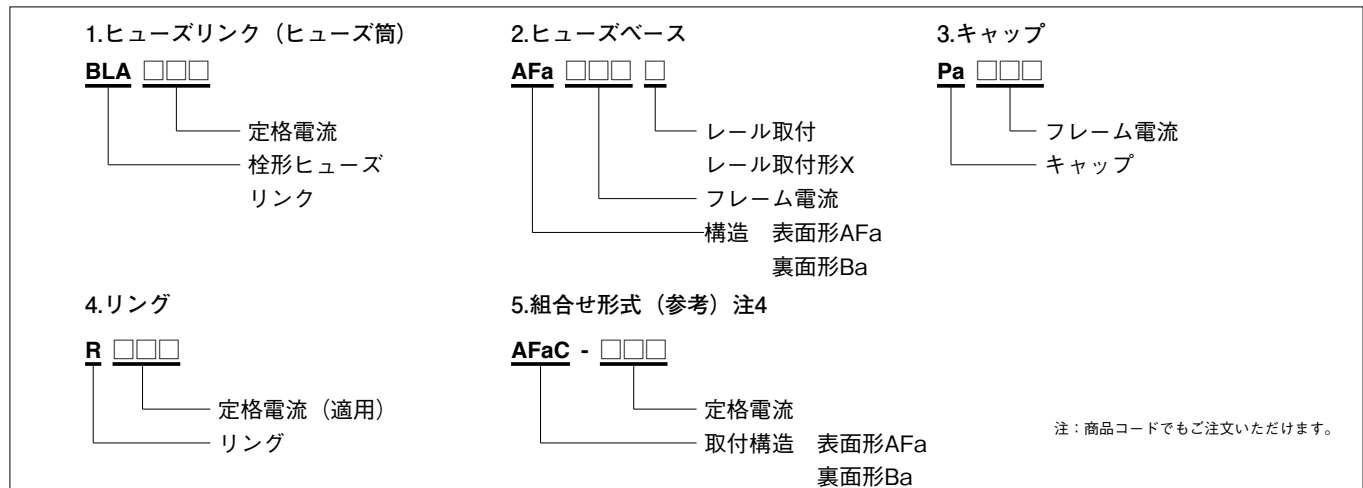 1.ヒューズリンク（ヒューズ筒）
BLA □□□
定格電流
栓形ヒューズ
リンク
2.ヒューズベース
AFa □□□ □
レール取付
レール取付形X
フレーム電流
構造　表面形AFa
裏面形Ba
3.キャップ
Pa □□□
フレーム電流
キャップ
4.リング
R □□□
定格電流（適用）
リング
5.組合せ形式（参考）注4
AFaC - □□□
定格電流
取付構造　表面形AFa
裏面形Ba
注：商品コードでもご注文いただけます。